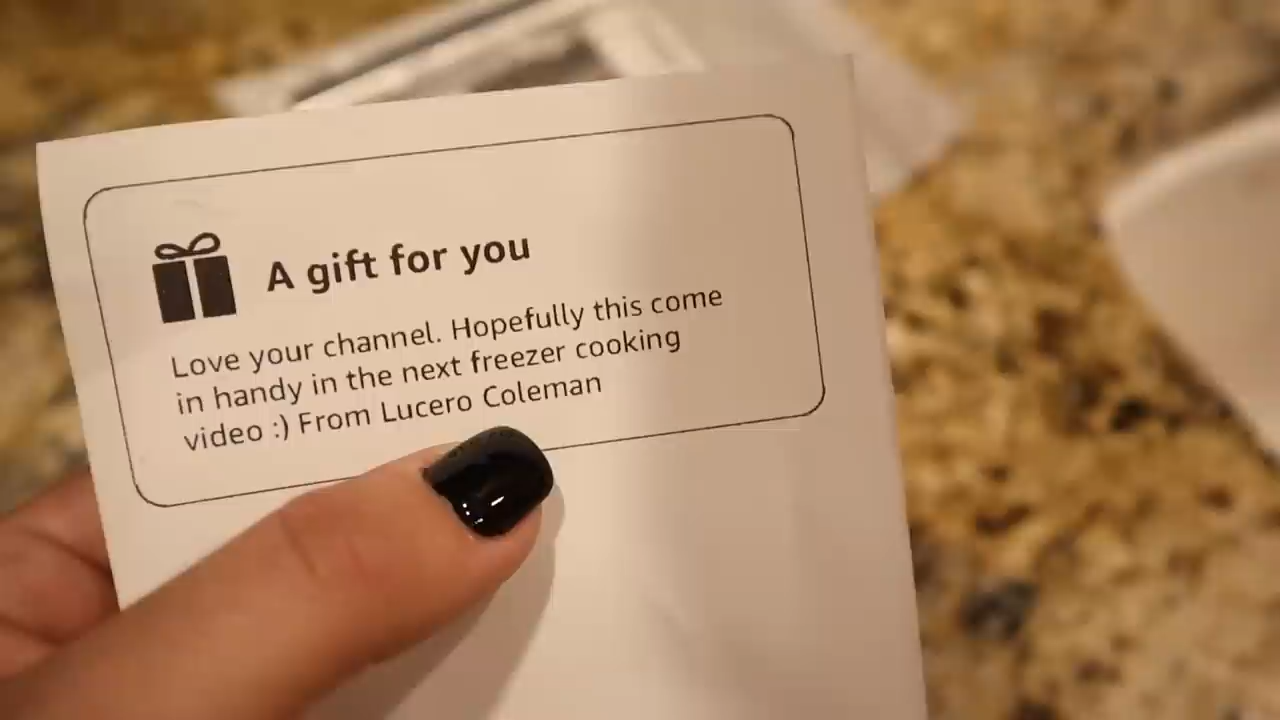 A gift for you
Love your channel. Hopefully this come
in handy in the next freezer cooking
video :) From Lucero Coleman